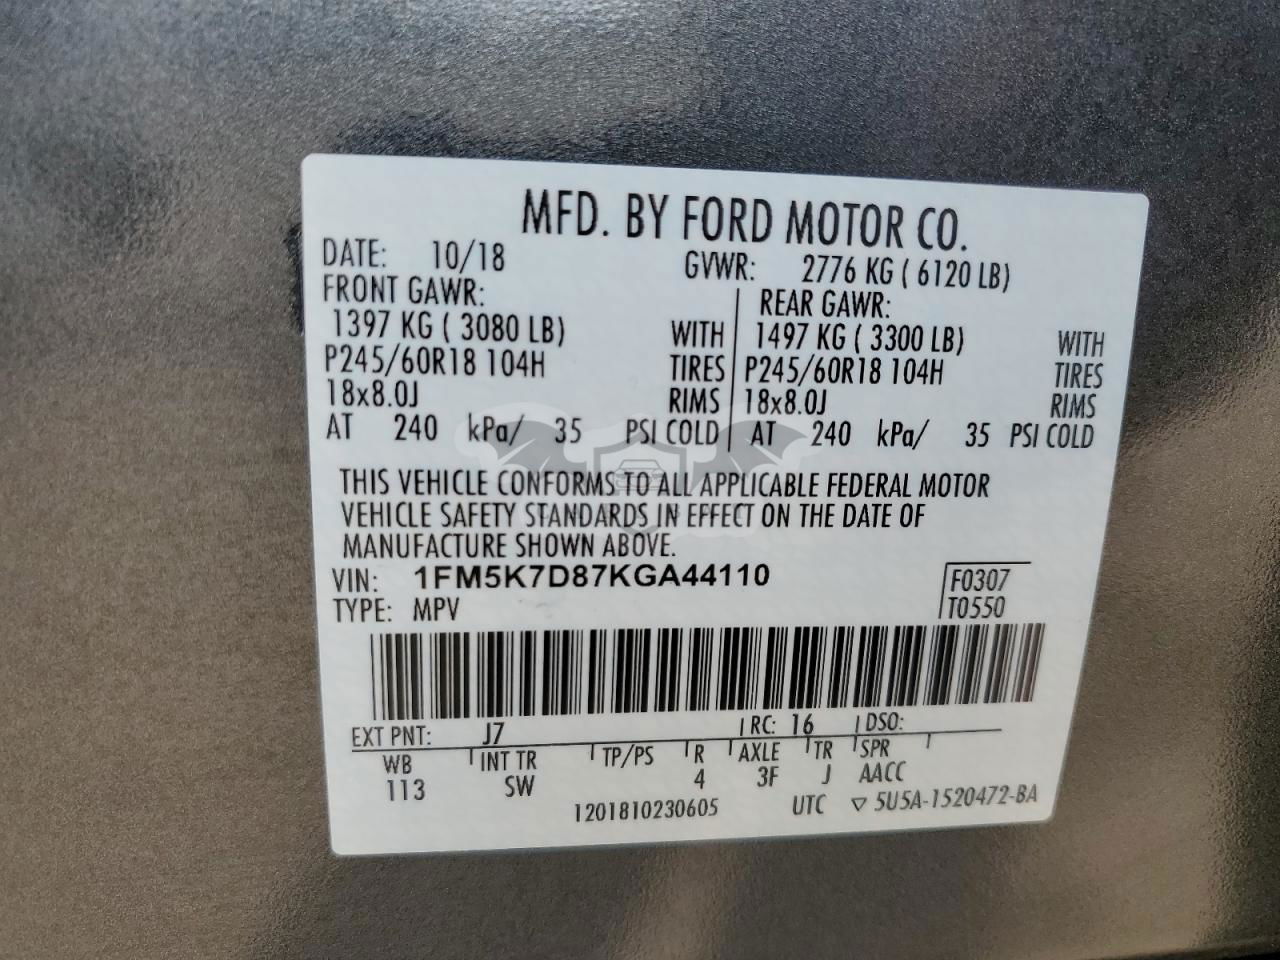 MFD. BY FORD MOTOR CO.
DATE: 10/18 GVWR: 2776 KG ( 6120 LB)
FRONT GAWR: REAR GAWR:
1397 KG ( 3080 LB) WITH 1497 KG ( 3300 LB) WITH
P245/60R18 104H TIRES P245/60R18 104H TIRES
18x8.0J RIMS 18x8.0J RIMS
AT 240 kPa/ 35 PSI COLD AT 240 kPa/ 35 PSI COLD
THIS VEHICLE CONFORMS TO ALL APPLICABLE FEDERAL MOTOR
VEHICLE SAFETY STANDARDS IN EFFECT ON THE DATE OF
MANUFACTURE SHOWN ABOVE.
VIN: 1FM5K7D87KGA44110 F0307
TYPE: MPV T0550
EXT PNT: J7 RC: 16 DSO:
WB INT TR TP/PS R AXLE TR SPR
113 SW 4 3F J AACC
1201810230605 UTC ▽ 5U5A-1520472-BA